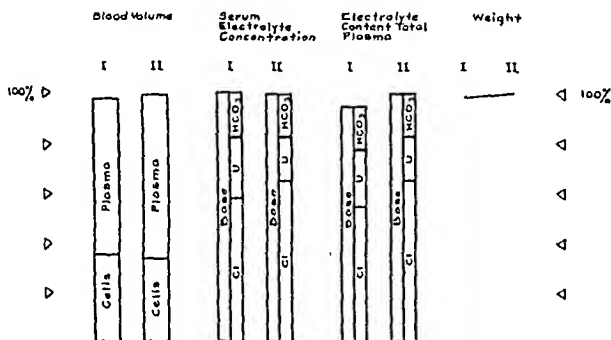 Blood Volume
Serum
Electrolyte
Concentration
Electrolyte
Content Total
Plasma
Weight
I II
I II
I II
I II
100%
100%
Plasma
Cells
Plasma
Cells
Base
HCO3
U
Cl
Base
HCO3
U
Cl
Base
HCO3
U
Cl
Base
HCO3
U
Cl